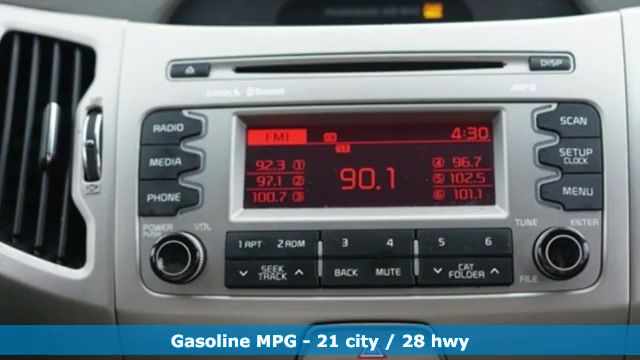 DISP
Bluetooth
MP3
RADIO
MEDIA
PHONE
FM1
4:30
92.3 1
97.1 2
100.7 3
90.1
4 96.7
5 102.5
6 101.1
SCAN
SETUP
CLOCK
MENU
POWER
PUSH
VOL
TUNE
ENTER
FILE
1 RPT
2 RDM
3
4
5
6
SEEK
TRACK
BACK
MUTE
CAT
FOLDER
Gasoline MPG - 21 city / 28 hwy